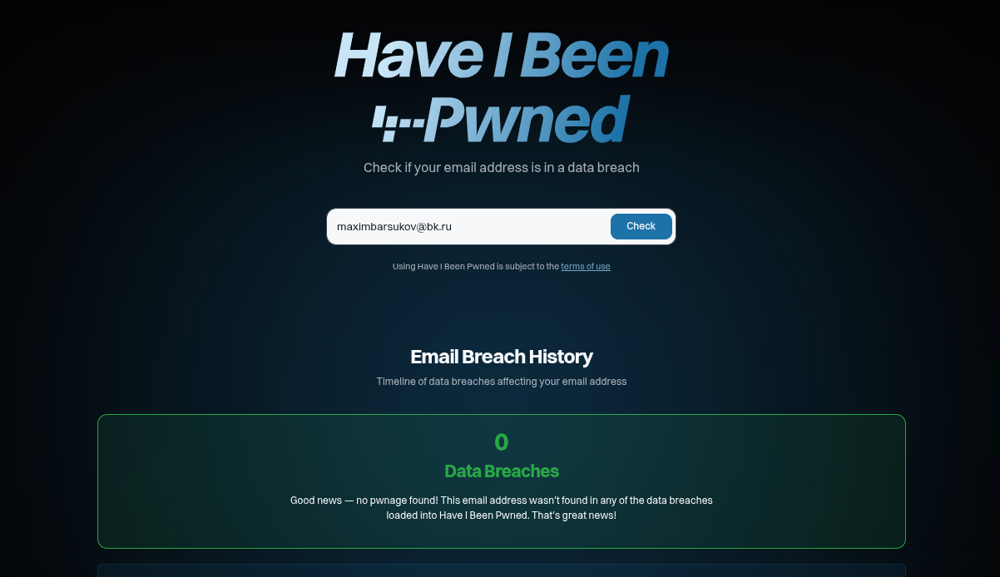 Have I Been
Pwned
Check if your email address is in a data breach
maximbarsukov@bk.ru
Check
Using Have I Been Pwned is subject to the terms of use
Email Breach History
Timeline of data breaches affecting your email address
0
Data Breaches
Good news — no pwnage found! This email address wasn't found in any of the data breaches
loaded into Have I Been Pwned. That's great news!